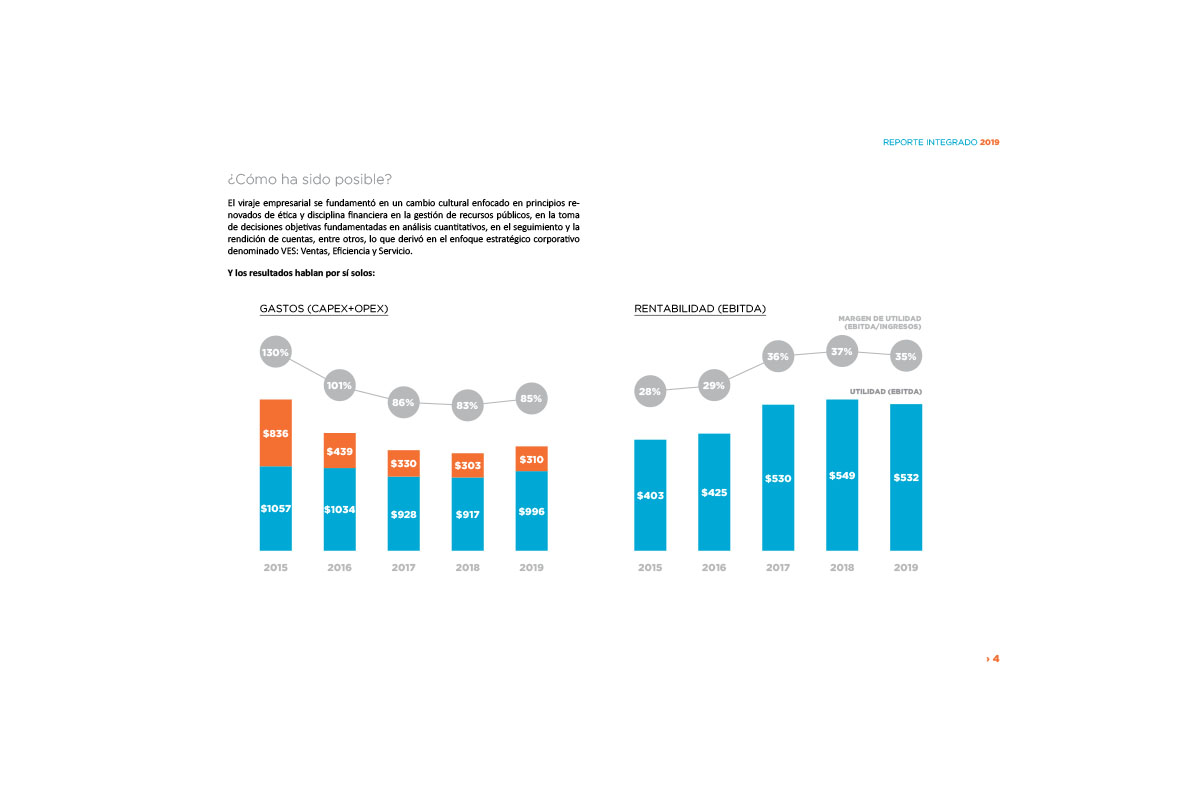 REPORTE INTEGRADO 2019
¿Cómo ha sido posible?
El viraje empresarial se fundamentó en un cambio cultural enfocado en principios re-
novados de ética y disciplina financiera en la gestión de recursos públicos, en la toma
de decisiones objetivas fundamentadas en análisis cuantitativos, en el seguimiento y la
rendición de cuentas, entre otros, lo que derivó en el enfoque estratégico corporativo
denominado VES: Ventas, Eficiencia y Servicio.
Y los resultados hablan por sí solos:
GASTOS (CAPEX+OPEX)
130%
101%
86%
83%
85%
$836
$439
$330
$303
$310
$1057
$1034
$928
$917
$996
2015
2016
2017
2018
2019
RENTABILIDAD (EBITDA)
MARGEN DE UTILIDAD
(EBITDA/INGRESOS)
28%
29%
36%
37%
35%
UTILIDAD (EBITDA)
$403
$425
$530
$549
$532
2015
2016
2017
2018
2019
› 4